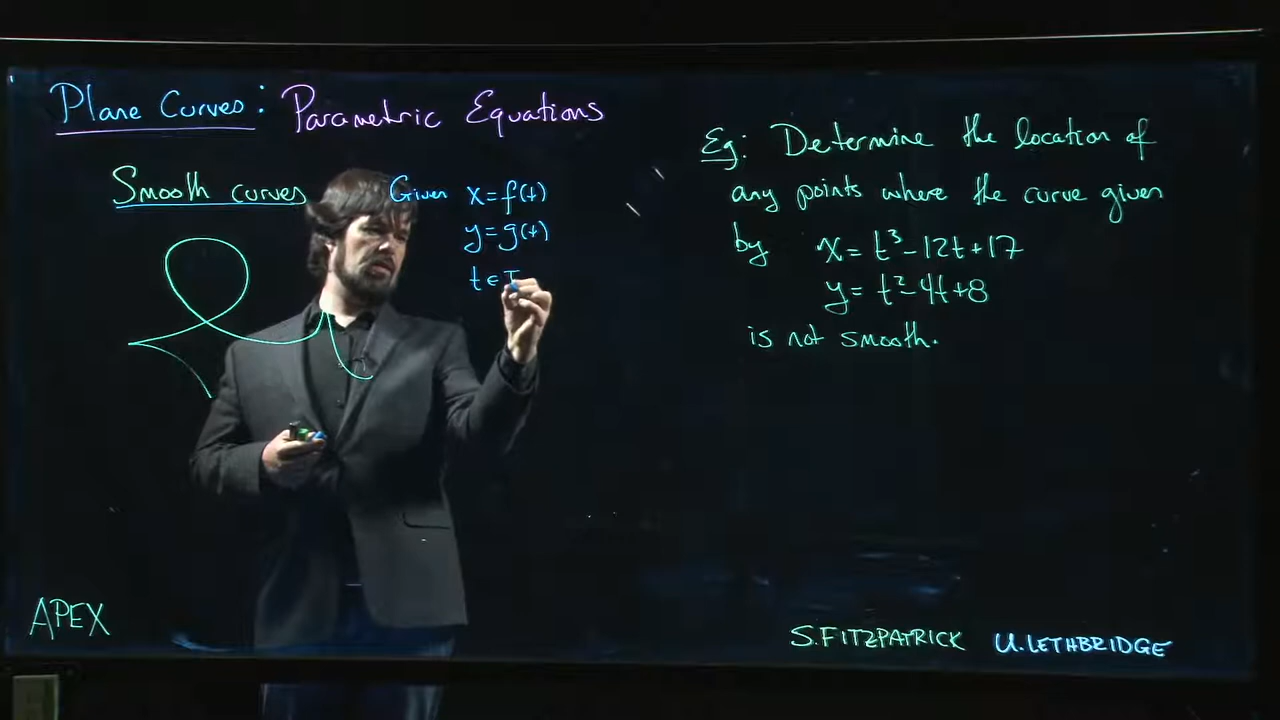 Plane Curves: Parametric Equations
Smooth curves
Given x = f(t)
y = g(t)
t ∈ I
Eg: Determine the location of
any points where the curve given
by x = t³ - 12t + 17
y = t² - 4t + 8
is not smooth.
APEX
S. FITZPATRICK U. LETHBRIDGE